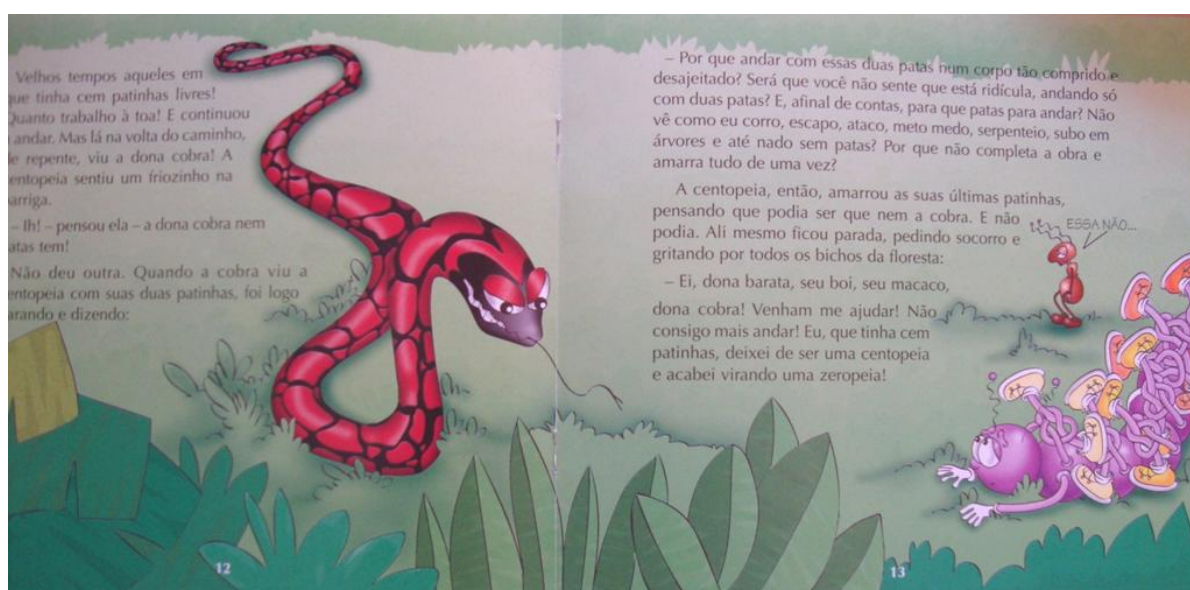 Velhos tempos aqueles em
que tinha cem patinhas livres!
Quanto trabalho à toa! E continuou
andar. Mas lá na volta do caminho,
de repente, viu a dona cobra! A
centopeia sentiu um friozinho na
barriga.
– Ih! – pensou ela – a dona cobra nem
patas tem!
Não deu outra. Quando a cobra viu a
centopeia com suas duas patinhas, foi logo
parando e dizendo:
12
– Por que andar com essas duas patas num corpo tão comprido e
desajeitado? Será que você não sente que está ridícula, andando só
com duas patas? E, afinal de contas, para que patas para andar? Não
vê como eu corro, escapo, ataco, meto medo, serpenteio, subo em
árvores e até nado sem patas? Por que não completa a obra e
amarra tudo de uma vez?
A centopeia, então, amarrou as suas últimas patinhas,
pensando que podia ser que nem a cobra. E não
podia. Ali mesmo ficou parada, pedindo socorro e
gritando por todos os bichos da floresta:
– Ei, dona barata, seu boi, seu macaco,
dona cobra! Venham me ajudar! Não
consigo mais andar! Eu, que tinha cem
patinhas, deixei de ser uma centopeia
e acabei virando uma zeropeia!
ESSA NÃO...
13